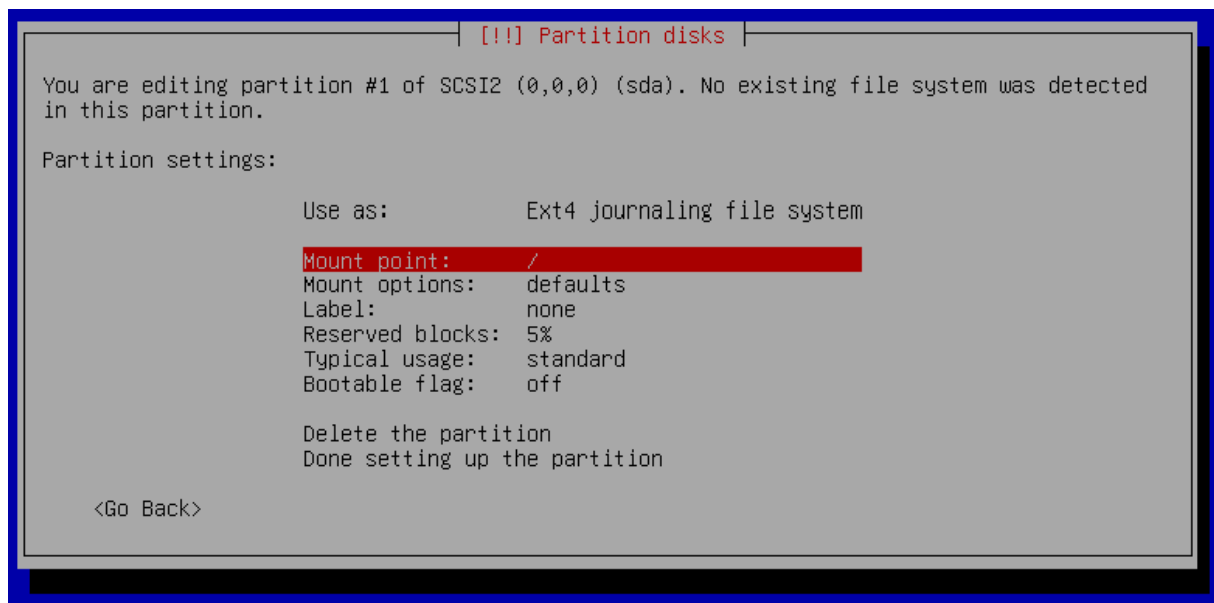 [!!] Partition disks
You are editing partition #1 of SCSI2 (0,0,0) (sda). No existing file system was detected
in this partition.
Partition settings:
Use as: Ext4 journaling file system
Mount point: /
Mount options: defaults
Label: none
Reserved blocks: 5%
Typical usage: standard
Bootable flag: off
Delete the partition
Done setting up the partition
<Go Back>